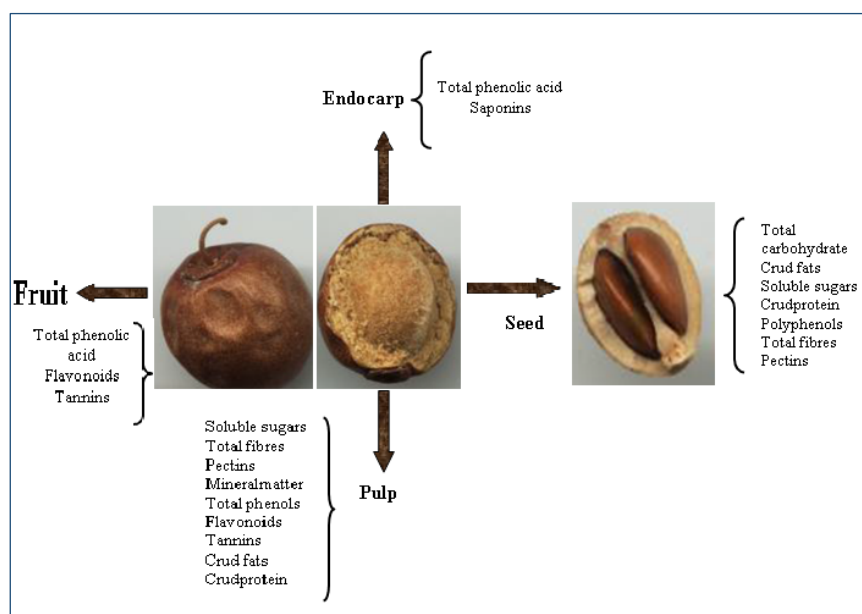 Endocarp
Total phenolic acid
Saponins
Fruit
Total phenolic
acid
Flavonoids
Tannins
Seed
Total
carbohydrate
Crud fats
Soluble sugars
Crudprotein
Polyphenols
Total fibres
Pectins
Pulp
Soluble sugars
Total fibres
Pectins
Mineralmatter
Total phenols
Flavonoids
Tannins
Crud fats
Crudprotein